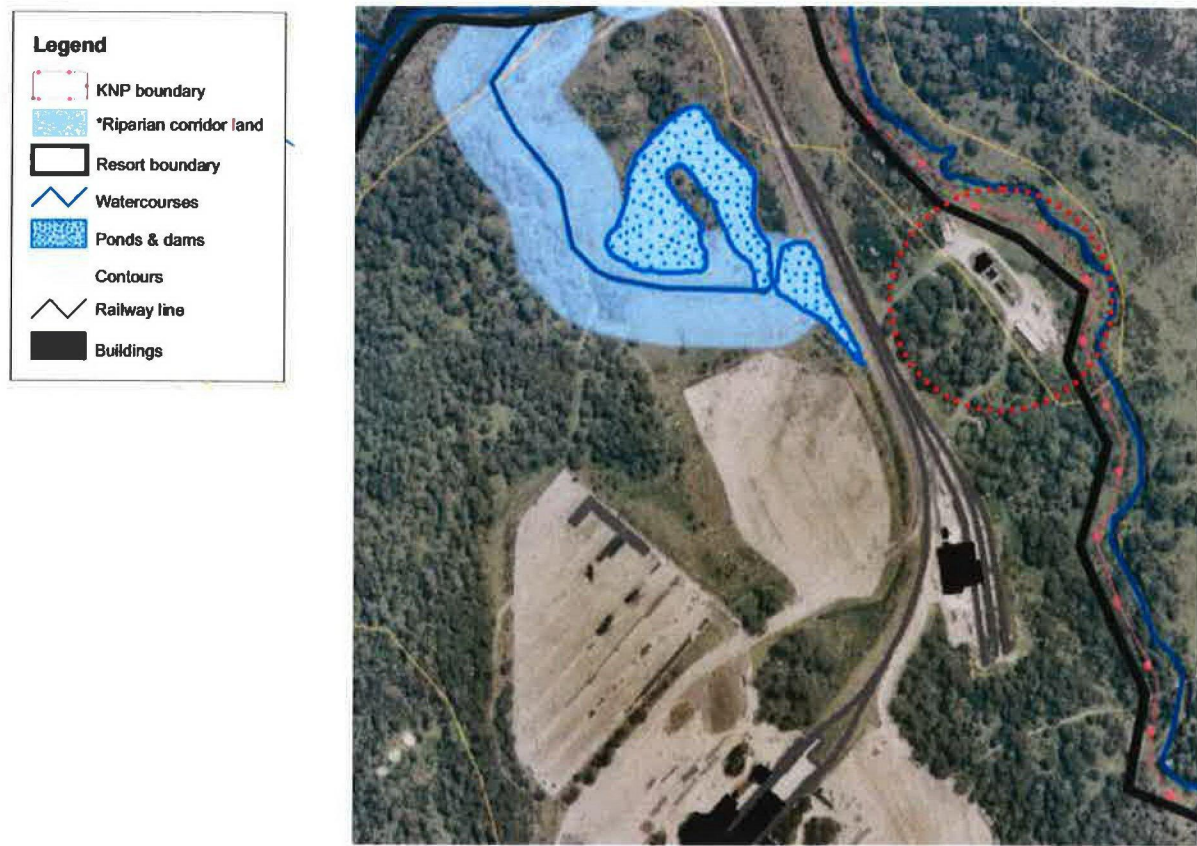 Legend
KNP boundary
*Riparian corridor land
Resort boundary
Watercourses
Ponds & dams
Contours
Railway line
Buildings